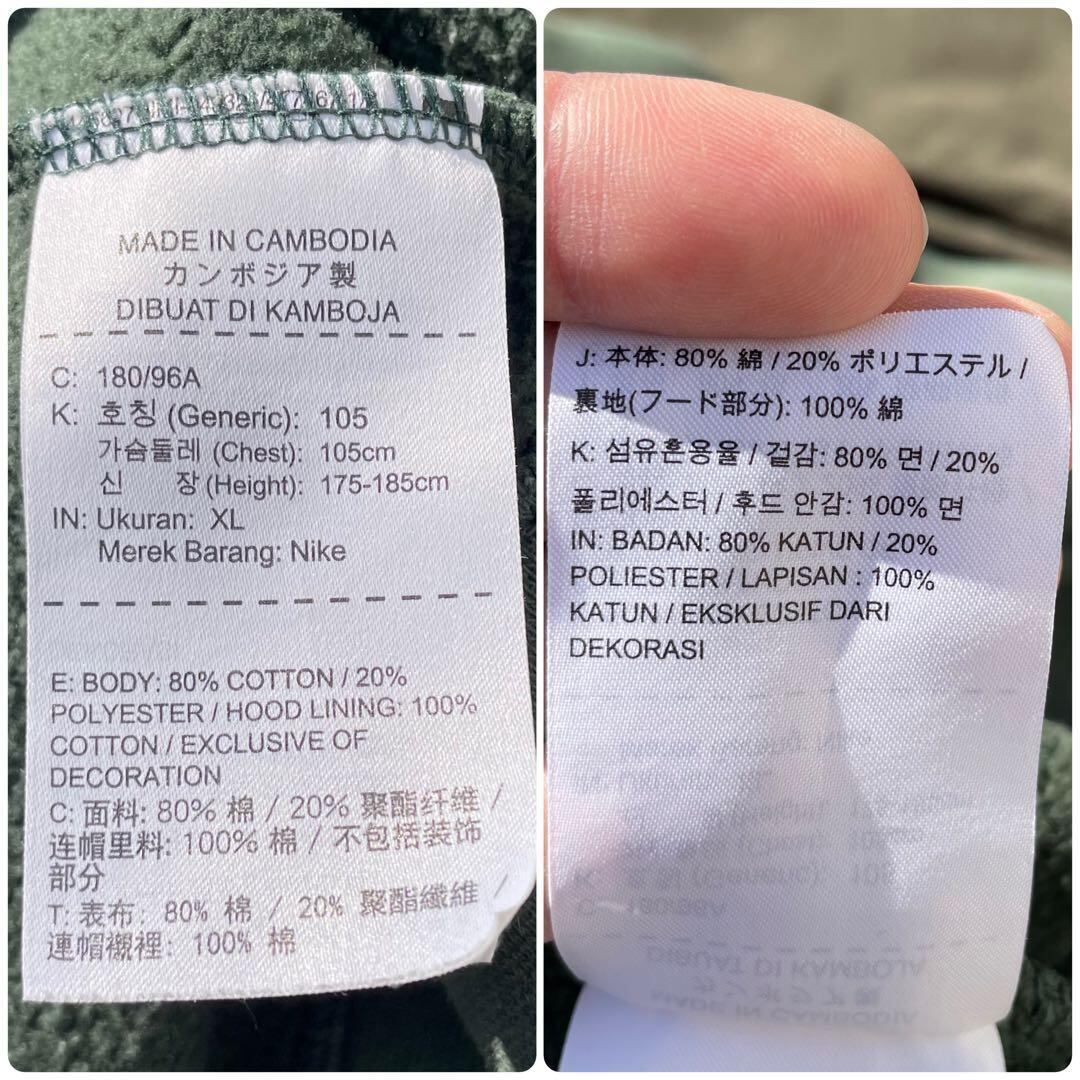 MADE IN CAMBODIA
カンボジア製
DIBUAT DI KAMBOJA
C: 180/96A
K: 호칭 (Generic): 105
가슴둘레 (Chest): 105cm
신 장 (Height): 175-185cm
IN: Ukuran: XL
Merek Barang: Nike
E: BODY: 80% COTTON / 20%
POLYESTER / HOOD LINING: 100%
COTTON / EXCLUSIVE OF
DECORATION
C: 面料: 80% 棉 / 20% 聚酯纤维 /
连帽里料: 100% 棉 / 不包括装饰
部分
T: 表布: 80% 棉 / 20% 聚酯纖維 /
連帽襯裡: 100% 棉
J: 本体: 80% 綿 / 20% ポリエステル /
裏地(フード部分): 100% 綿
K: 섬유혼용율 / 겉감: 80% 면 / 20%
폴리에스터 / 후드 안감: 100% 면
IN: BADAN: 80% KATUN / 20%
POLIESTER / LAPISAN : 100%
KATUN / EKSKLUSIF DARI
DEKORASI